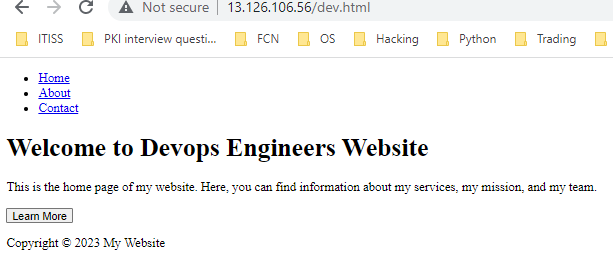 Not secure | 13.126.106.56/dev.html
ITISS PKI interview questi... FCN OS Hacking Python Trading
Home
About
Contact
Welcome to Devops Engineers Website
This is the home page of my website. Here, you can find information about my services, my mission, and my team.
Learn More
Copyright © 2023 My Website